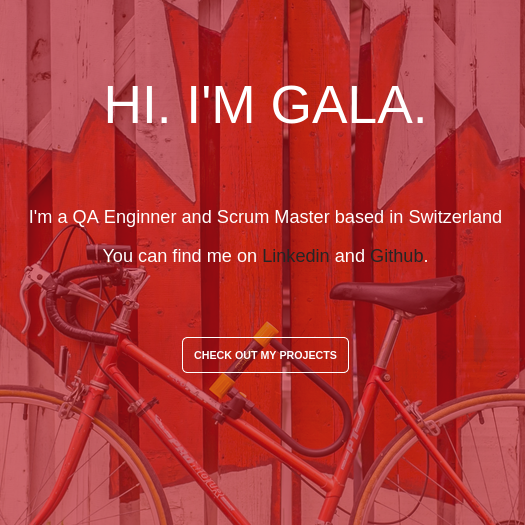 HI. I'M GALA.
I'm a QA Enginner and Scrum Master based in Switzerland
You can find me on Linkedin and Github.
CHECK OUT MY PROJECTS